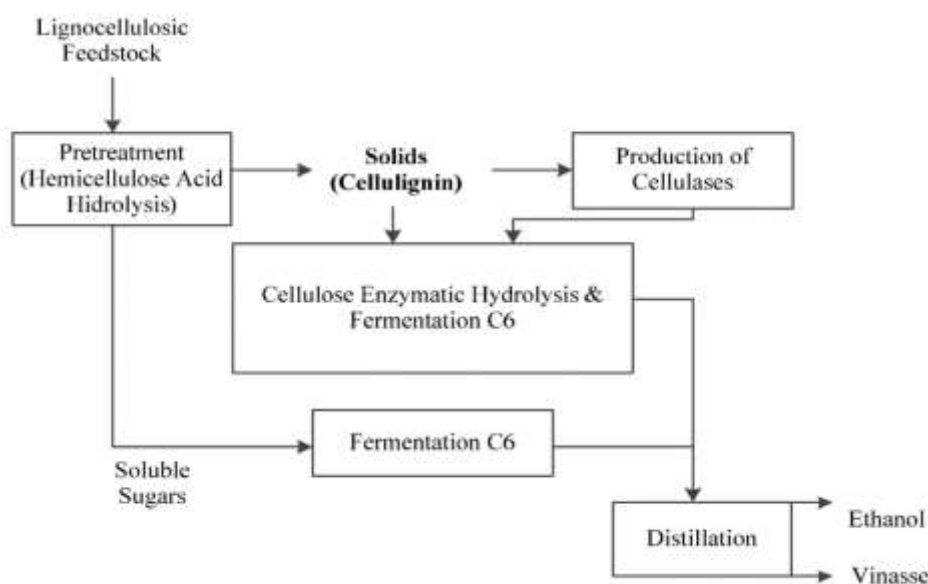 Lignocellulosic
Feedstock
Pretreatment
(Hemicellulose Acid
Hidrolysis)
Solids
(Cellulignin)
Production of
Cellulases
Cellulose Enzymatic Hydrolysis &
Fermentation C6
Fermentation C6
Soluble
Sugars
Distillation
Ethanol
Vinasse